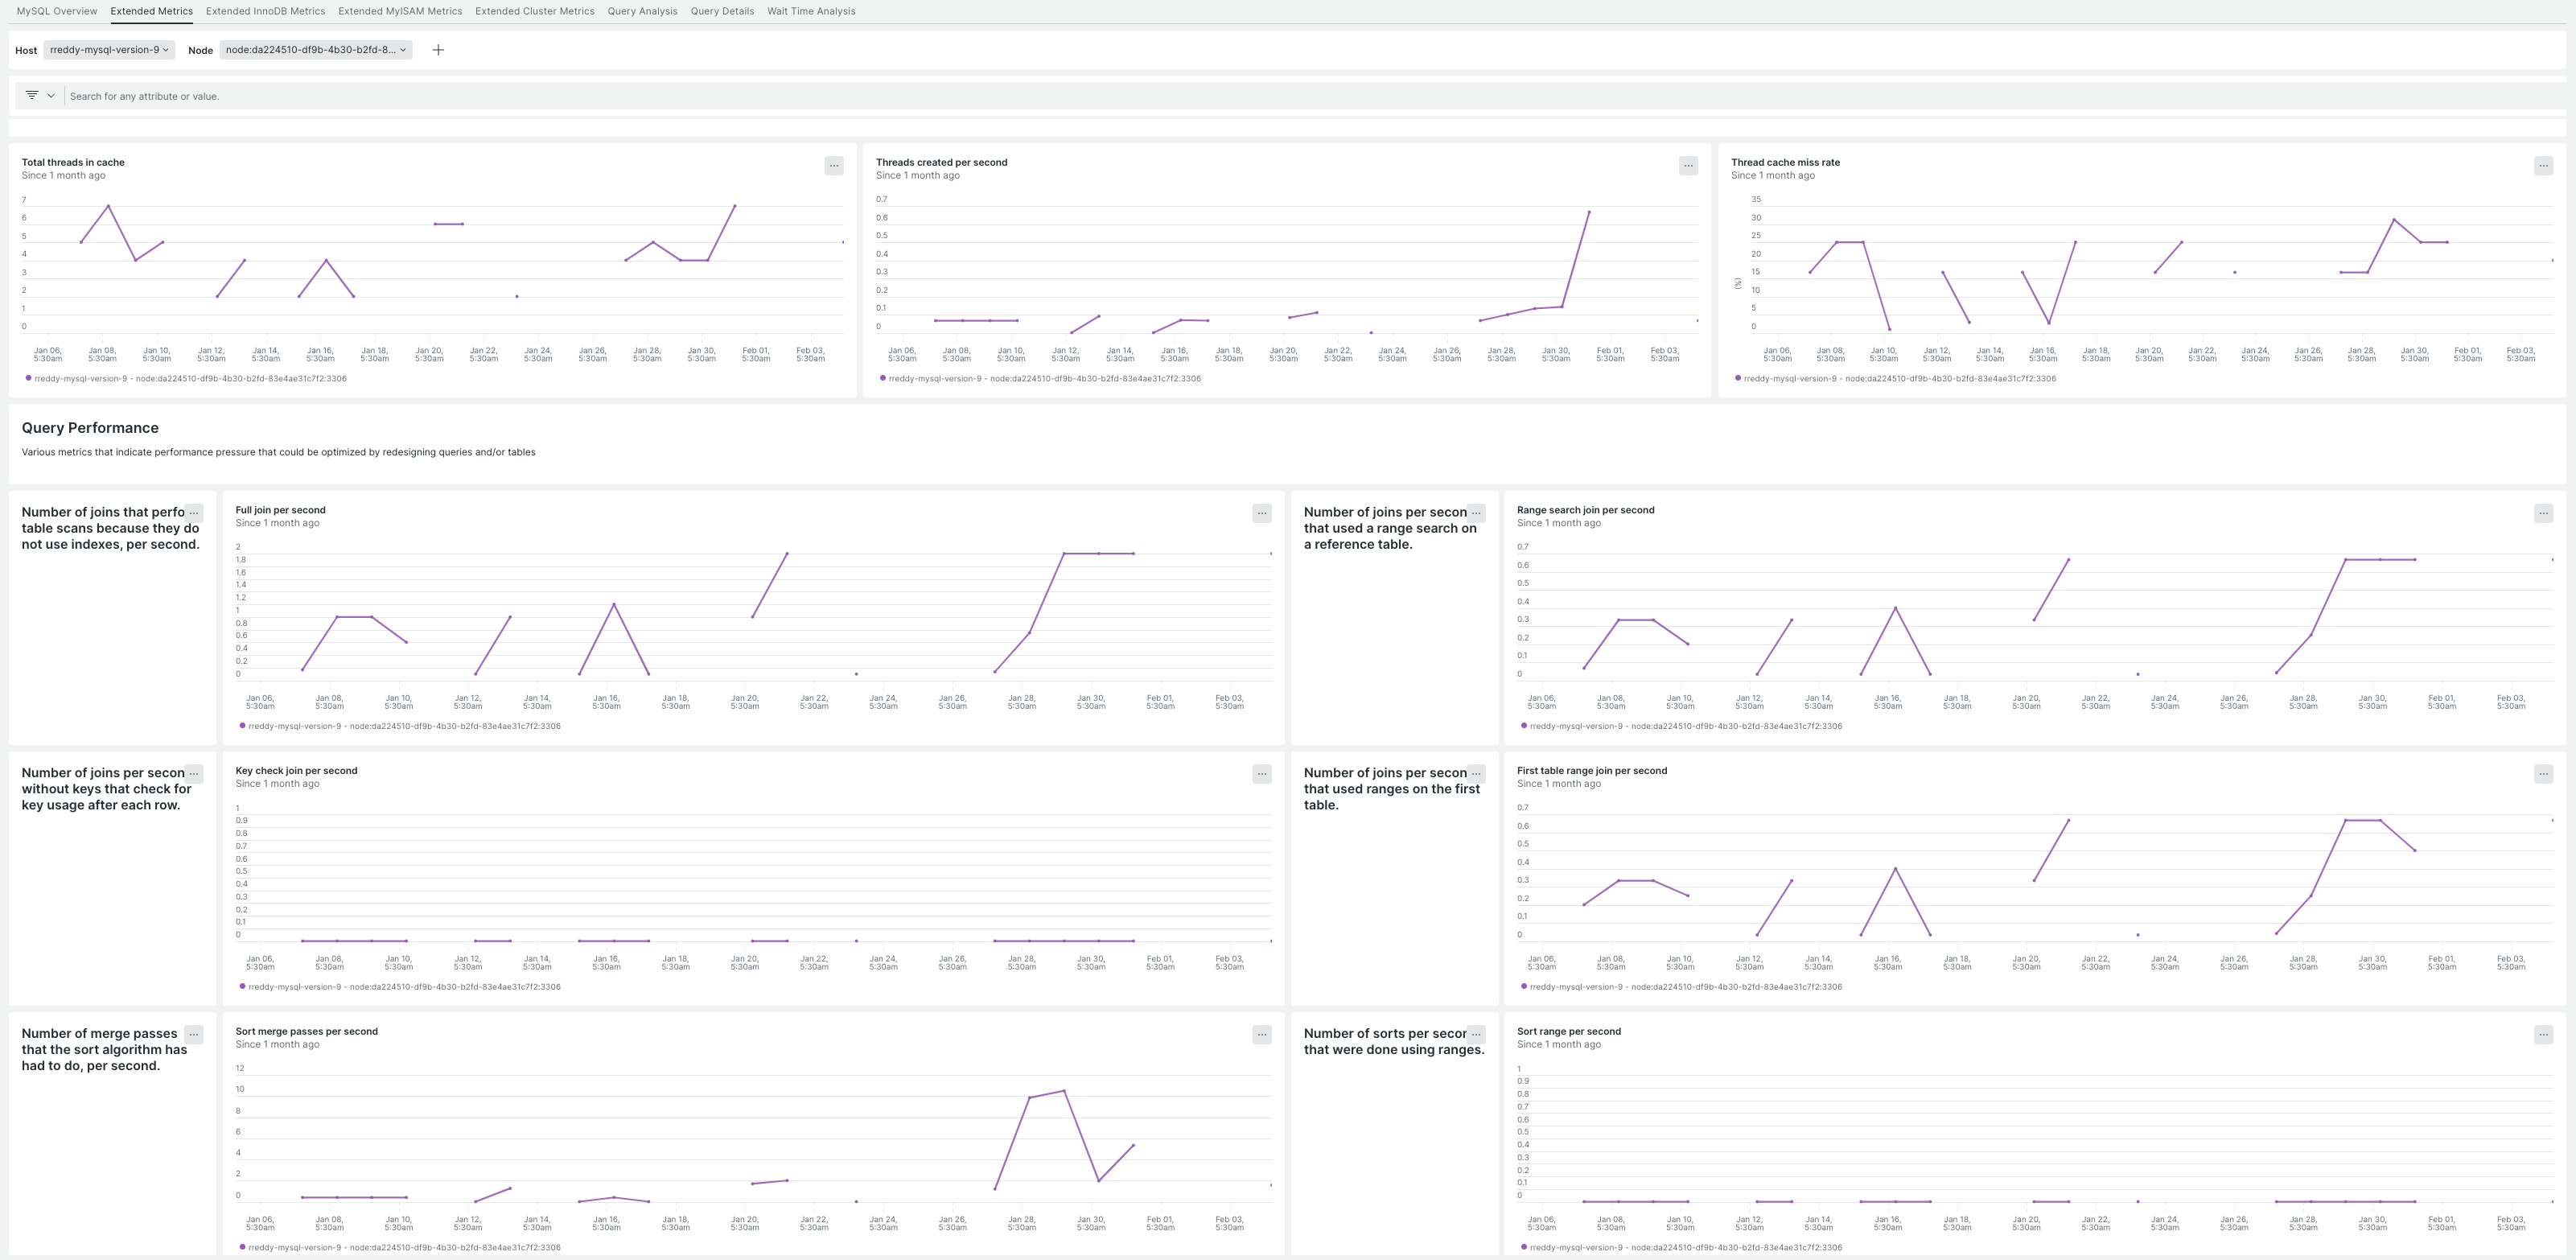 MySQL Overview Extended Metrics Extended InnoDB Metrics Extended MyISAM Metrics Extended Cluster Metrics Query Analysis Query Details Wait Time Analysis
Host rreddy-mysql-version-9 Node node:da224510-df9b-4b30-b2fd-8...
Search for any attribute or value.
Total threads in cache
Since 1 month ago
7
6
5
4
3
2
1
0
Jan 06, Jan 08, Jan 10, Jan 12, Jan 14, Jan 16, Jan 18, Jan 20, Jan 22, Jan 24, Jan 26, Jan 28, Jan 30, Feb 01, Feb 03,
5:30am 5:30am 5:30am 5:30am 5:30am 5:30am 5:30am 5:30am 5:30am 5:30am 5:30am 5:30am 5:30am 5:30am 5:30am
rreddy-mysql-version-9 - node:da224510-df9b-4b30-b2fd-83e4ae31c7f2:3306
Threads created per second
Since 1 month ago
0.7
0.6
0.5
0.4
0.3
0.2
0.1
0
Jan 06, Jan 08, Jan 10, Jan 12, Jan 14, Jan 16, Jan 18, Jan 20, Jan 22, Jan 24, Jan 26, Jan 28, Jan 30, Feb 01, Feb 03,
5:30am 5:30am 5:30am 5:30am 5:30am 5:30am 5:30am 5:30am 5:30am 5:30am 5:30am 5:30am 5:30am 5:30am 5:30am
rreddy-mysql-version-9 - node:da224510-df9b-4b30-b2fd-83e4ae31c7f2:3306
Thread cache miss rate
Since 1 month ago
35
30
25
20
15
10
5
0
(%)
Jan 06, Jan 08, Jan 10, Jan 12, Jan 14, Jan 16, Jan 18, Jan 20, Jan 22, Jan 24, Jan 26, Jan 28, Jan 30, Feb 01, Feb 03,
5:30am 5:30am 5:30am 5:30am 5:30am 5:30am 5:30am 5:30am 5:30am 5:30am 5:30am 5:30am 5:30am 5:30am 5:30am
rreddy-mysql-version-9 - node:da224510-df9b-4b30-b2fd-83e4ae31c7f2:3306
Query Performance
Various metrics that indicate performance pressure that could be optimized by redesigning queries and/or tables
Number of joins that perfo
table scans because they do
not use indexes, per second.
Full join per second
Since 1 month ago
2
1.8
1.6
1.4
1.2
1
0.8
0.6
0.4
0.2
0
Jan 06, Jan 08, Jan 10, Jan 12, Jan 14, Jan 16, Jan 18, Jan 20, Jan 22, Jan 24, Jan 26, Jan 28, Jan 30, Feb 01, Feb 03,
5:30am 5:30am 5:30am 5:30am 5:30am 5:30am 5:30am 5:30am 5:30am 5:30am 5:30am 5:30am 5:30am 5:30am 5:30am
rreddy-mysql-version-9 - node:da224510-df9b-4b30-b2fd-83e4ae31c7f2:3306
Number of joins per secon
that used a range search on
a reference table.
Range search join per second
Since 1 month ago
0.7
0.6
0.5
0.4
0.3
0.2
0.1
0
Jan 06, Jan 08, Jan 10, Jan 12, Jan 14, Jan 16, Jan 18, Jan 20, Jan 22, Jan 24, Jan 26, Jan 28, Jan 30, Feb 01, Feb 03,
5:30am 5:30am 5:30am 5:30am 5:30am 5:30am 5:30am 5:30am 5:30am 5:30am 5:30am 5:30am 5:30am 5:30am 5:30am
rreddy-mysql-version-9 - node:da224510-df9b-4b30-b2fd-83e4ae31c7f2:3306
Number of joins per secon
without keys that check for
key usage after each row.
Key check join per second
Since 1 month ago
1
0.9
0.8
0.7
0.6
0.5
0.4
0.3
0.2
0.1
0
Jan 06, Jan 08, Jan 10, Jan 12, Jan 14, Jan 16, Jan 18, Jan 20, Jan 22, Jan 24, Jan 26, Jan 28, Jan 30, Feb 01, Feb 03,
5:30am 5:30am 5:30am 5:30am 5:30am 5:30am 5:30am 5:30am 5:30am 5:30am 5:30am 5:30am 5:30am 5:30am 5:30am
rreddy-mysql-version-9 - node:da224510-df9b-4b30-b2fd-83e4ae31c7f2:3306
Number of joins per secon
that used ranges on the first
table.
First table range join per second
Since 1 month ago
0.7
0.6
0.5
0.4
0.3
0.2
0.1
0
Jan 06, Jan 08, Jan 10, Jan 12, Jan 14, Jan 16, Jan 18, Jan 20, Jan 22, Jan 24, Jan 26, Jan 28, Jan 30, Feb 01, Feb 03,
5:30am 5:30am 5:30am 5:30am 5:30am 5:30am 5:30am 5:30am 5:30am 5:30am 5:30am 5:30am 5:30am 5:30am 5:30am
rreddy-mysql-version-9 - node:da224510-df9b-4b30-b2fd-83e4ae31c7f2:3306
Number of merge passes
that the sort algorithm has
had to do, per second.
Sort merge passes per second
Since 1 month ago
12
10
8
6
4
2
0
Jan 06, Jan 08, Jan 10, Jan 12, Jan 14, Jan 16, Jan 18, Jan 20, Jan 22, Jan 24, Jan 26, Jan 28, Jan 30, Feb 01, Feb 03,
5:30am 5:30am 5:30am 5:30am 5:30am 5:30am 5:30am 5:30am 5:30am 5:30am 5:30am 5:30am 5:30am 5:30am 5:30am
rreddy-mysql-version-9 - node:da224510-df9b-4b30-b2fd-83e4ae31c7f2:3306
Number of sorts per secor
that were done using ranges.
Sort range per second
Since 1 month ago
1
0.9
0.8
0.7
0.6
0.5
0.4
0.3
0.2
0.1
0
Jan 06, Jan 08, Jan 10, Jan 12, Jan 14, Jan 16, Jan 18, Jan 20, Jan 22, Jan 24, Jan 26, Jan 28, Jan 30, Feb 01, Feb 03,
5:30am 5:30am 5:30am 5:30am 5:30am 5:30am 5:30am 5:30am 5:30am 5:30am 5:30am 5:30am 5:30am 5:30am 5:30am
rreddy-mysql-version-9 - node:da224510-df9b-4b30-b2fd-83e4ae31c7f2:3306